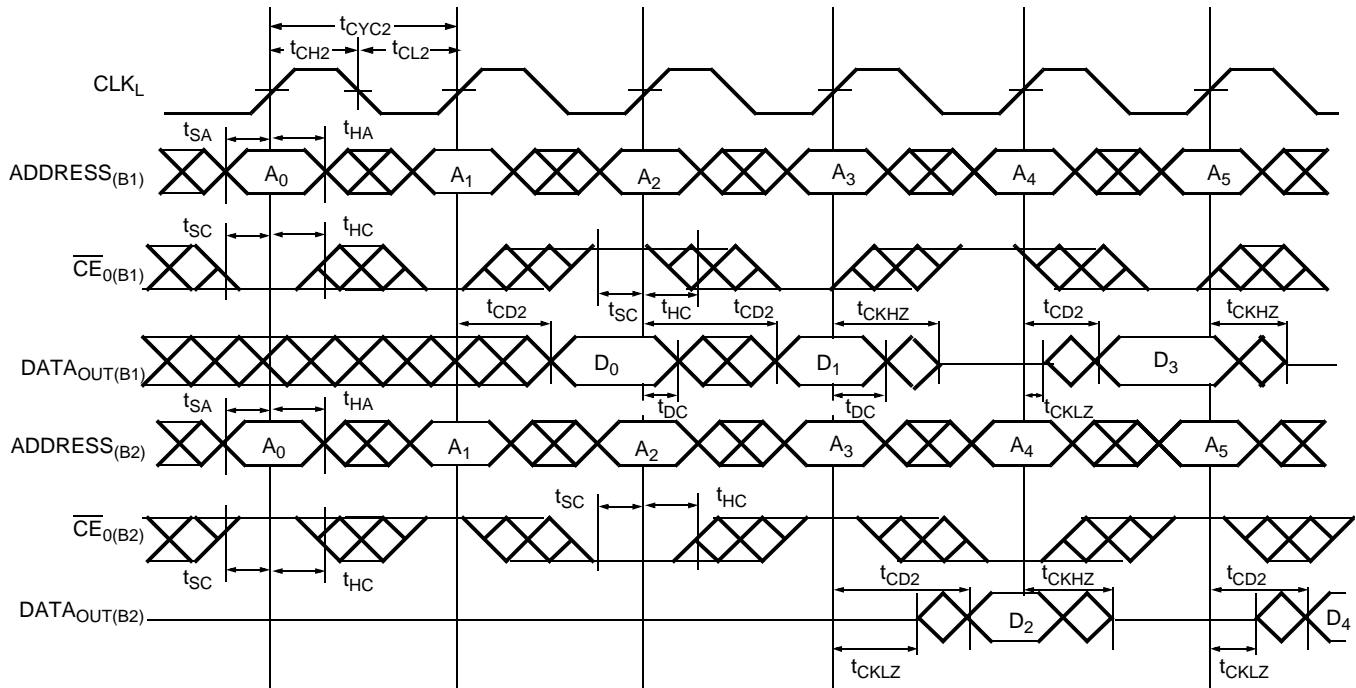 tCYC2
tCH2 tCL2
CLKL
tSA tHA
ADDRESS(B1) A0 A1 A2 A3 A4 A5
tSC tHC
CE0(B1)
tSC tHC
tCD2 tCD2 tCKHZ tCD2 tCKHZ
DATAOUT(B1) D0 D1 D3
tSA tHA tDC tDC tCKLZ
ADDRESS(B2) A0 A1 A2 A3 A4 A5
tSC tHC
CE0(B2)
tSC tHC tCD2 tCKHZ tCD2
DATAOUT(B2) D2 D4
tCKLZ tCKLZ